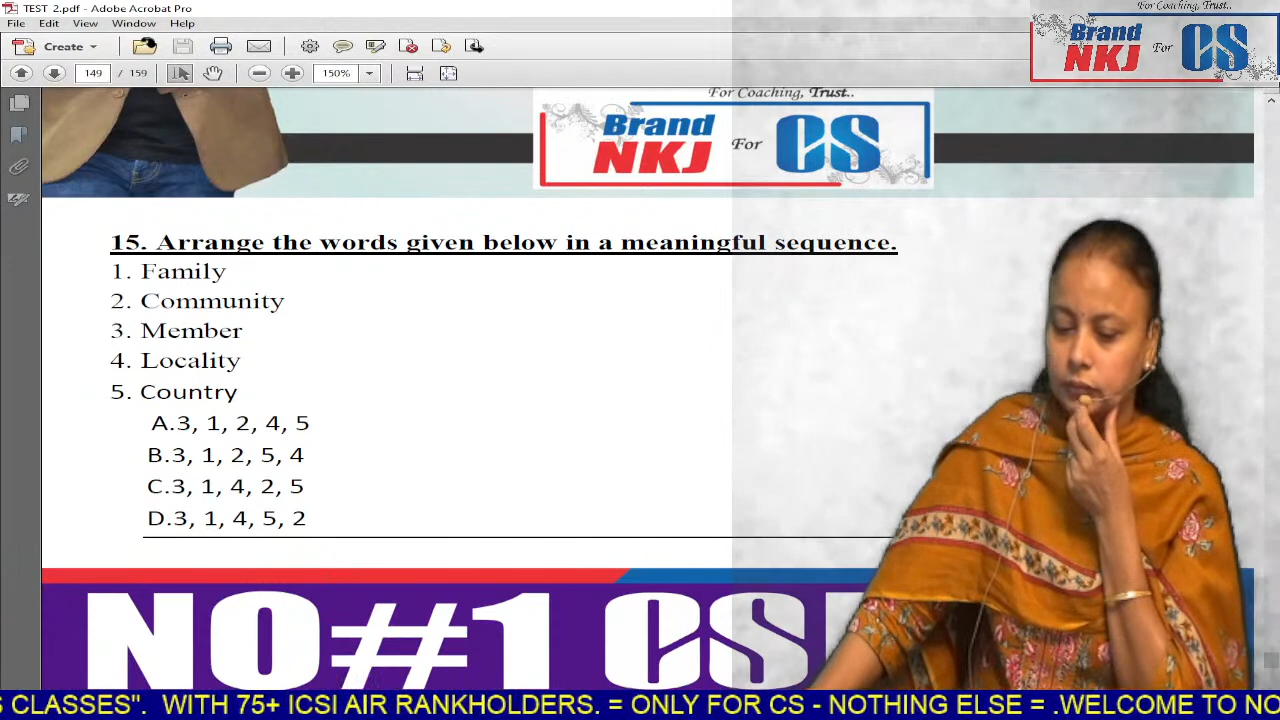 TEST 2.pdf - Adobe Acrobat Pro
File Edit View Window Help
Create
149 / 159
150%
For Coaching, Trust..
Brand
NKJ For CS
For Coaching, Trust..
Brand
NKJ For CS
15. Arrange the words given below in a meaningful sequence.
1. Family
2. Community
3. Member
4. Locality
5. Country
A.3, 1, 2, 4, 5
B.3, 1, 2, 5, 4
C.3, 1, 4, 2, 5
D.3, 1, 4, 5, 2
NO#1 CS
CLASSES". WITH 75+ ICSI AIR RANKHOLDERS. = ONLY FOR CS - NOTHING ELSE = .WELCOME TO